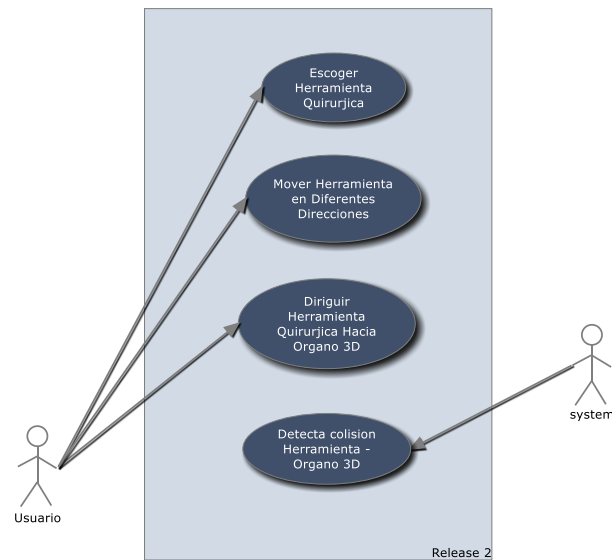 Escoger
Herramienta
Quirurjica
Mover Herramienta
en Diferentes
Direcciones
Diriguir
Herramienta
Quirurjica Hacia
Organo 3D
Detecta colision
Herramienta -
Organo 3D
system
Usuario
Release 2